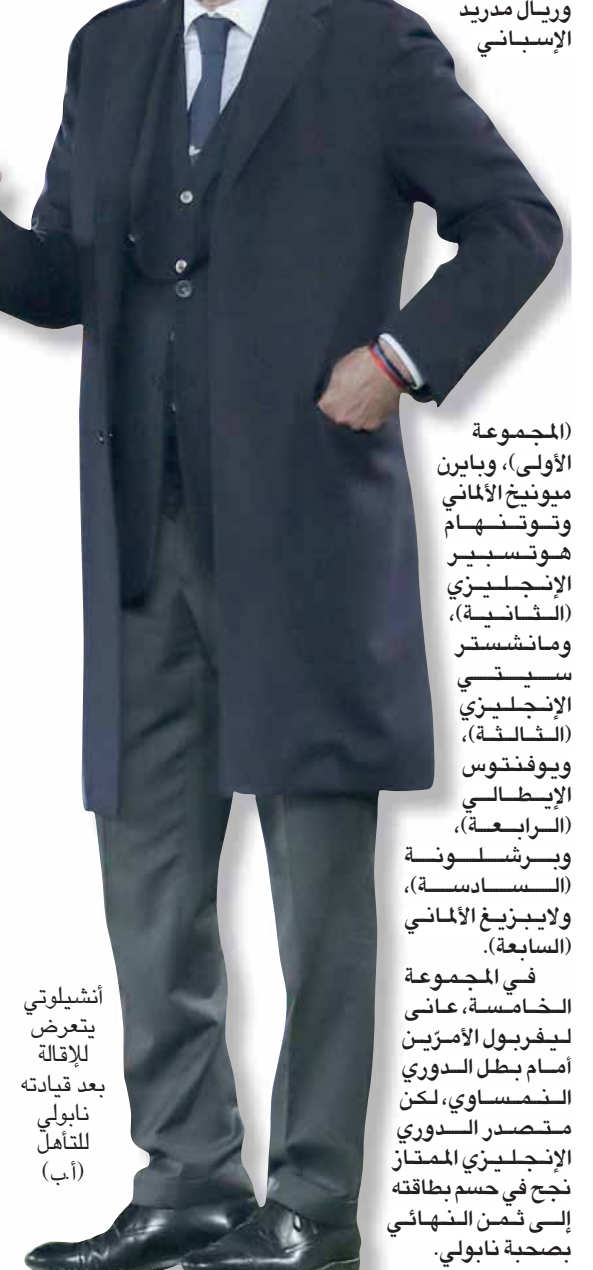 وريال مدريد
الإسباني
(المجموعة
الأولى)، وبايرن
ميونيخ الألماني
وتوتنهام
هوتسبير
الإنجليزي
(الثانية)،
ومانشستر
سيتي
الإنجليزي
(الثالثة)،
ويوفنتوس
الإيطالي
(الرابعة)،
وبرشلونة
(السادسة)،
ولايبزيغ الألماني
(السابعة).
في المجموعة
الخامسة، عانى
ليفربول الأمرّين
أمام بطل الدوري
النمساوي، لكن
متصدر الدوري
الإنجليزي الممتاز
نجح في حسم بطاقته
إلى ثمن النهائي
بصحبة نابولي.
أنشيلوتي
يتعرض
للإقالة
بعد قيادته
نابولي
للتأهل
(أ.ب)